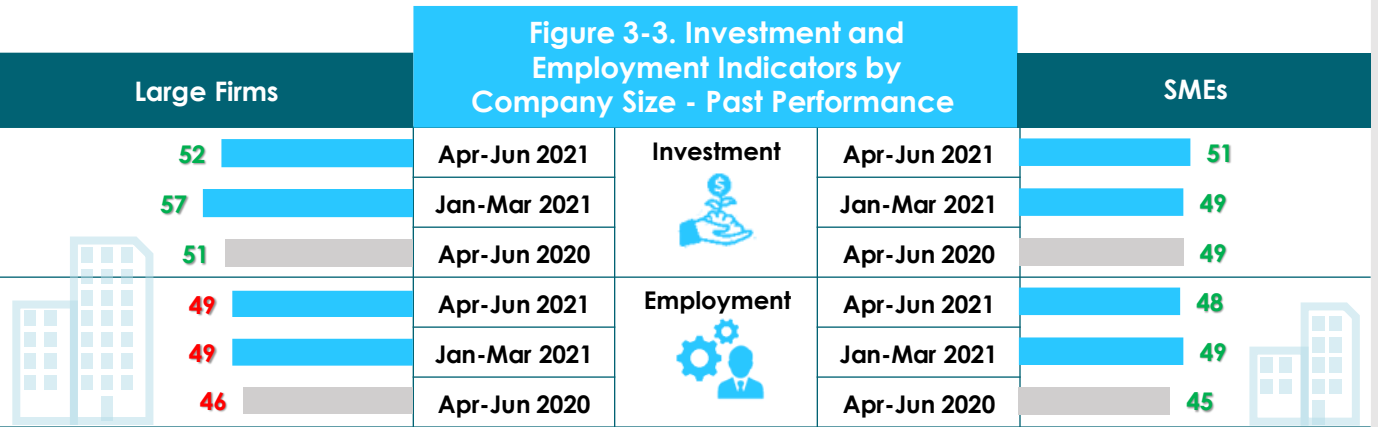 Figure 3-3. Investment and
Employment Indicators by
Company Size - Past Performance
Large Firms
SMEs
52 Apr-Jun 2021 Investment Apr-Jun 2021 51
$
57 Jan-Mar 2021 Jan-Mar 2021 49
51 Apr-Jun 2020 Apr-Jun 2020 49
49 Apr-Jun 2021 Employment Apr-Jun 2021 48
49 Jan-Mar 2021 Jan-Mar 2021 49
46 Apr-Jun 2020 Apr-Jun 2020 45